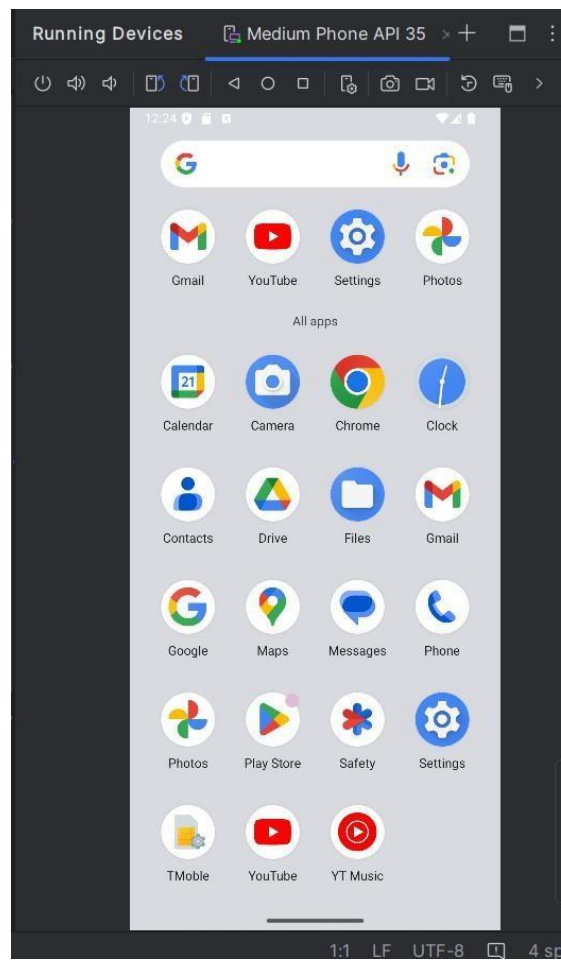 Running Devices Medium Phone API 35
12:24
Gmail YouTube Settings Photos
All apps
21
Calendar Camera Chrome Clock
Contacts Drive Files Gmail
Google Maps Messages Phone
Photos Play Store Safety Settings
TMoble YouTube YT Music
1:1 LF UTF-8 4 sp